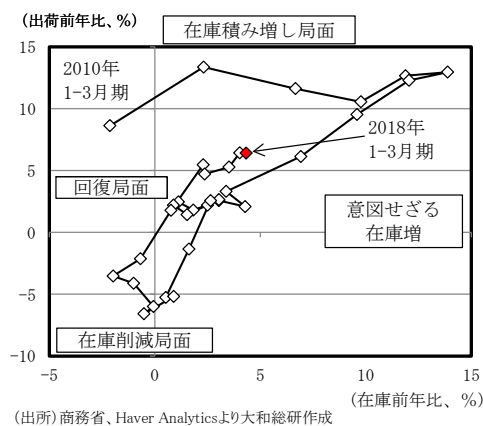 （出荷前年比、%）
在庫積み増し局面
15
2010年
1-3月期
10
2018年
1-3月期
5
回復局面
意図せざる
在庫増
0
-5
在庫削減局面
-10
-5 0 5 10 15
（在庫前年比、%）
（出所）商務省、Haver Analyticsより大和総研作成